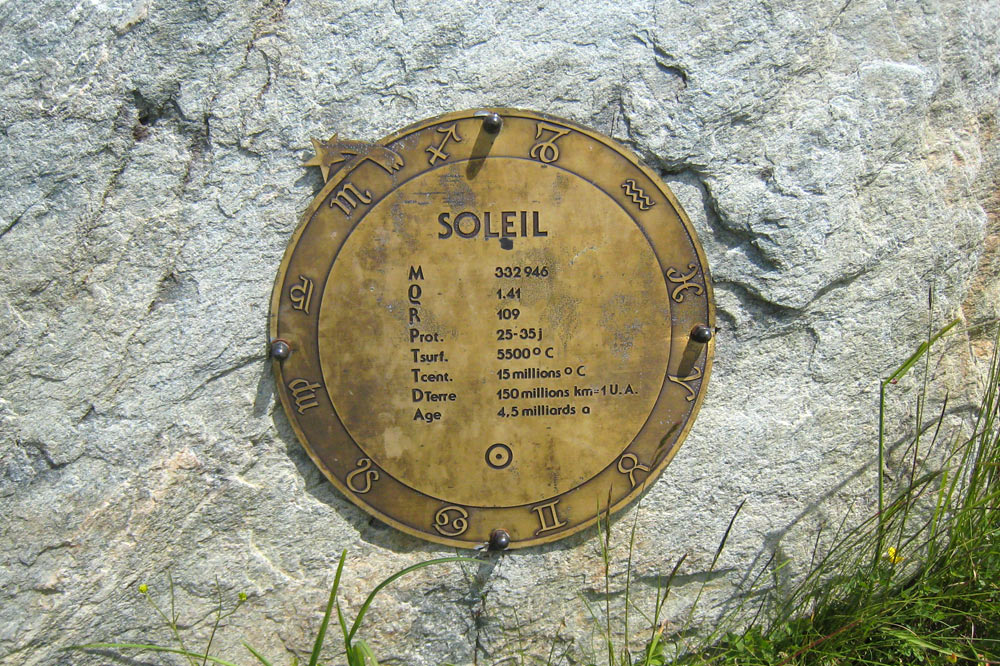 SOLEIL
M 332 946
Q 1.41
R 109
Prot. 25-35 j
Tsurf. 5500° C
Tcent. 15 millions ° C
DTerre 150 millions km=1 U.A.
Age 4,5 milliards a